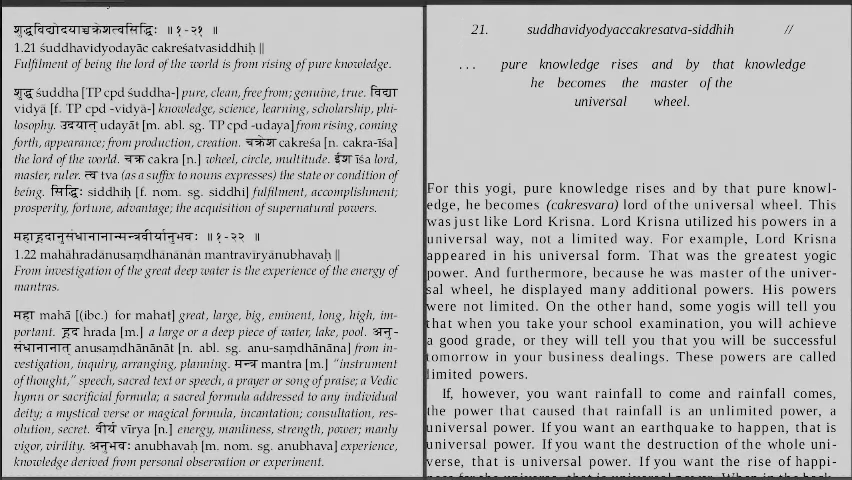 शुद्धविद्योदयाच्चक्रेशत्वसिद्धिः ॥१-२१ ॥
1.21 śuddhavidyodayāc cakreśatvasiddhiḥ ||
Fulfilment of being the lord of the world is from rising of pure knowledge.
शुद्ध śuddha [TP cpd śuddha-] pure, clean, free from; genuine, true. विद्या
vidyā [f. TP cpd -vidyā-] knowledge, science, learning, scholarship, phi-
losophy. उदयात् udayāt [m. abl. sg. TP cpd -udaya] from rising, coming
forth, appearance; from production, creation. चक्रेश cakreśa [n. cakra-īśa]
the lord of the world. चक्र cakra [n.] wheel, circle, multitude. ईश īśa lord,
master, ruler. त्व tva (as a suffix to nouns expresses) the state or condition of
being. सिद्धिः siddhiḥ [f. nom. sg. siddhi] fulfilment, accomplishment;
prosperity, fortune, advantage; the acquisition of supernatural powers.
महाह्रदानुसंधानान्मन्त्रवीर्यानुभवः ॥१-२२ ॥
1.22 mahāhradānusaṃdhānānān mantravīryānubhavaḥ ||
From investigation of the great deep water is the experience of the energy of
mantras.
महा mahā [(ibc.) for mahat] great, large, big, eminent, long, high, im-
portant. ह्रद hrada [m.] a large or a deep piece of water, lake, pool. अनु-
संधानानात् anusaṃdhānānāt [n. abl. sg. anu-saṃdhāna] from in-
vestigation, inquiry, arranging, planning. मन्त्र mantra [m.] “instrument
of thought,” speech, sacred text or speech, a prayer or song of praise; a Vedic
hymn or sacrificial formula; a sacred formula addressed to any individual
deity; a mystical verse or magical formula, incantation; consultation, res-
olution, secret. वीर्य vīrya [n.] energy, manliness, strength, power; manly
vigor, virility. अनुभवः anubhavaḥ [m. nom. sg. anubhava] experience,
knowledge derived from personal observation or experiment.
21. suddhavidyodyaccakresatva-siddhih //
. . . pure knowledge rises and by that knowledge
he becomes the master of the
universal wheel.
For this yogi, pure knowledge rises and by that pure knowl-
edge, he becomes (cakresvara) lord of the universal wheel. This
was just like Lord Krisna. Lord Krisna utilized his powers in a
universal way, not a limited way. For example, Lord Krisna
appeared in his universal form. That was the greatest yogic
power. And furthermore, because he was master of the univer-
sal wheel, he displayed many additional powers. His powers
were not limited. On the other hand, some yogis will tell you
that when you take your school examination, you will achieve
a good grade, or they will tell you that you will be successful
tomorrow in your business dealings. These powers are called
limited powers.
If, however, you want rainfall to come and rainfall comes,
the power that caused that rainfall is an unlimited power, a
universal power. If you want an earthquake to happen, that is
universal power. If you want the destruction of the whole uni-
verse, that is universal power. If you want the rise of happi-